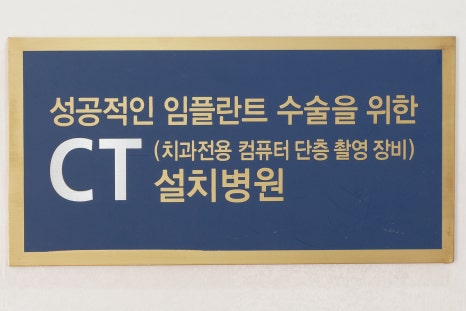 성공적인 임플란트 수술을 위한
CT (치과전용 컴퓨터 단층 촬영 장비)
설치병원